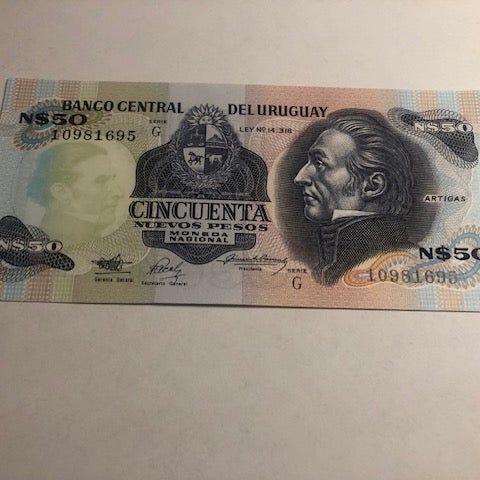 BANCO CENTRAL DEL URUGUAY
N$50 SERIE G LEY Nº 14.316 N$50
10981695
ARTIGAS
CINCUENTA
NUEVOS PESOS
MONEDA
NACIONAL
N$50 N$50
SERIE G 10981695
Gerente General Secretario General Presidente